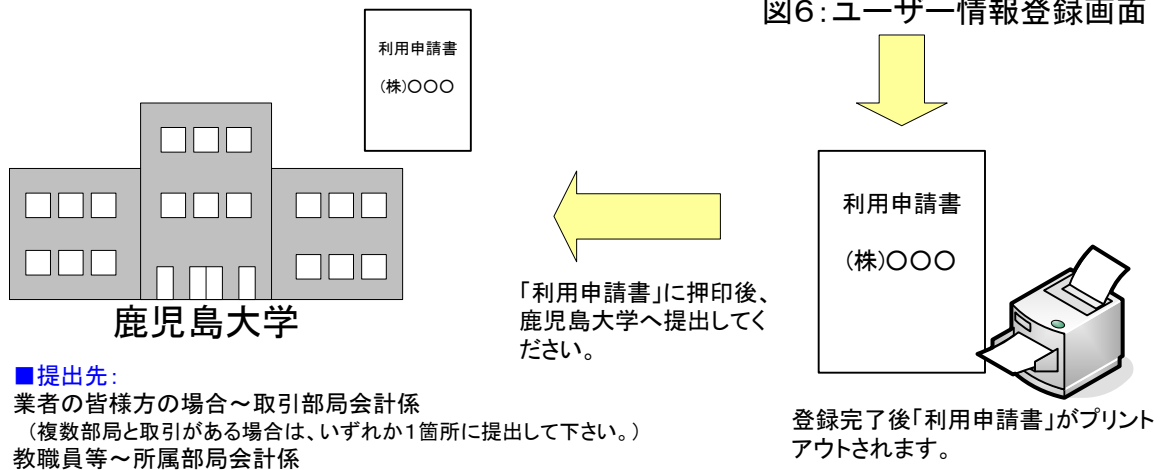 図6:ユーザー情報登録画面
利用申請書
(株)〇〇〇
利用申請書
(株)〇〇〇
登録完了後「利用申請書」がプリント
アウトされます。
「利用申請書」に押印後、
鹿児島大学へ提出してく
ださい。
鹿児島大学
■提出先:
業者の皆様方の場合~取引部局会計係
(複数部局と取引がある場合は、いずれか1箇所に提出して下さい。)
教職員等~所属部局会計係